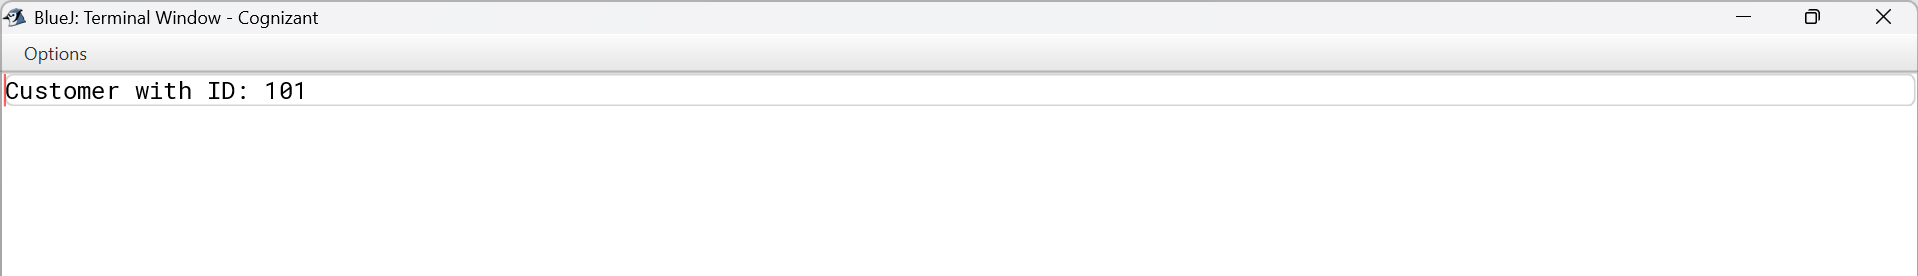 BlueJ: Terminal Window - Cognizant
Options
Customer with ID: 101